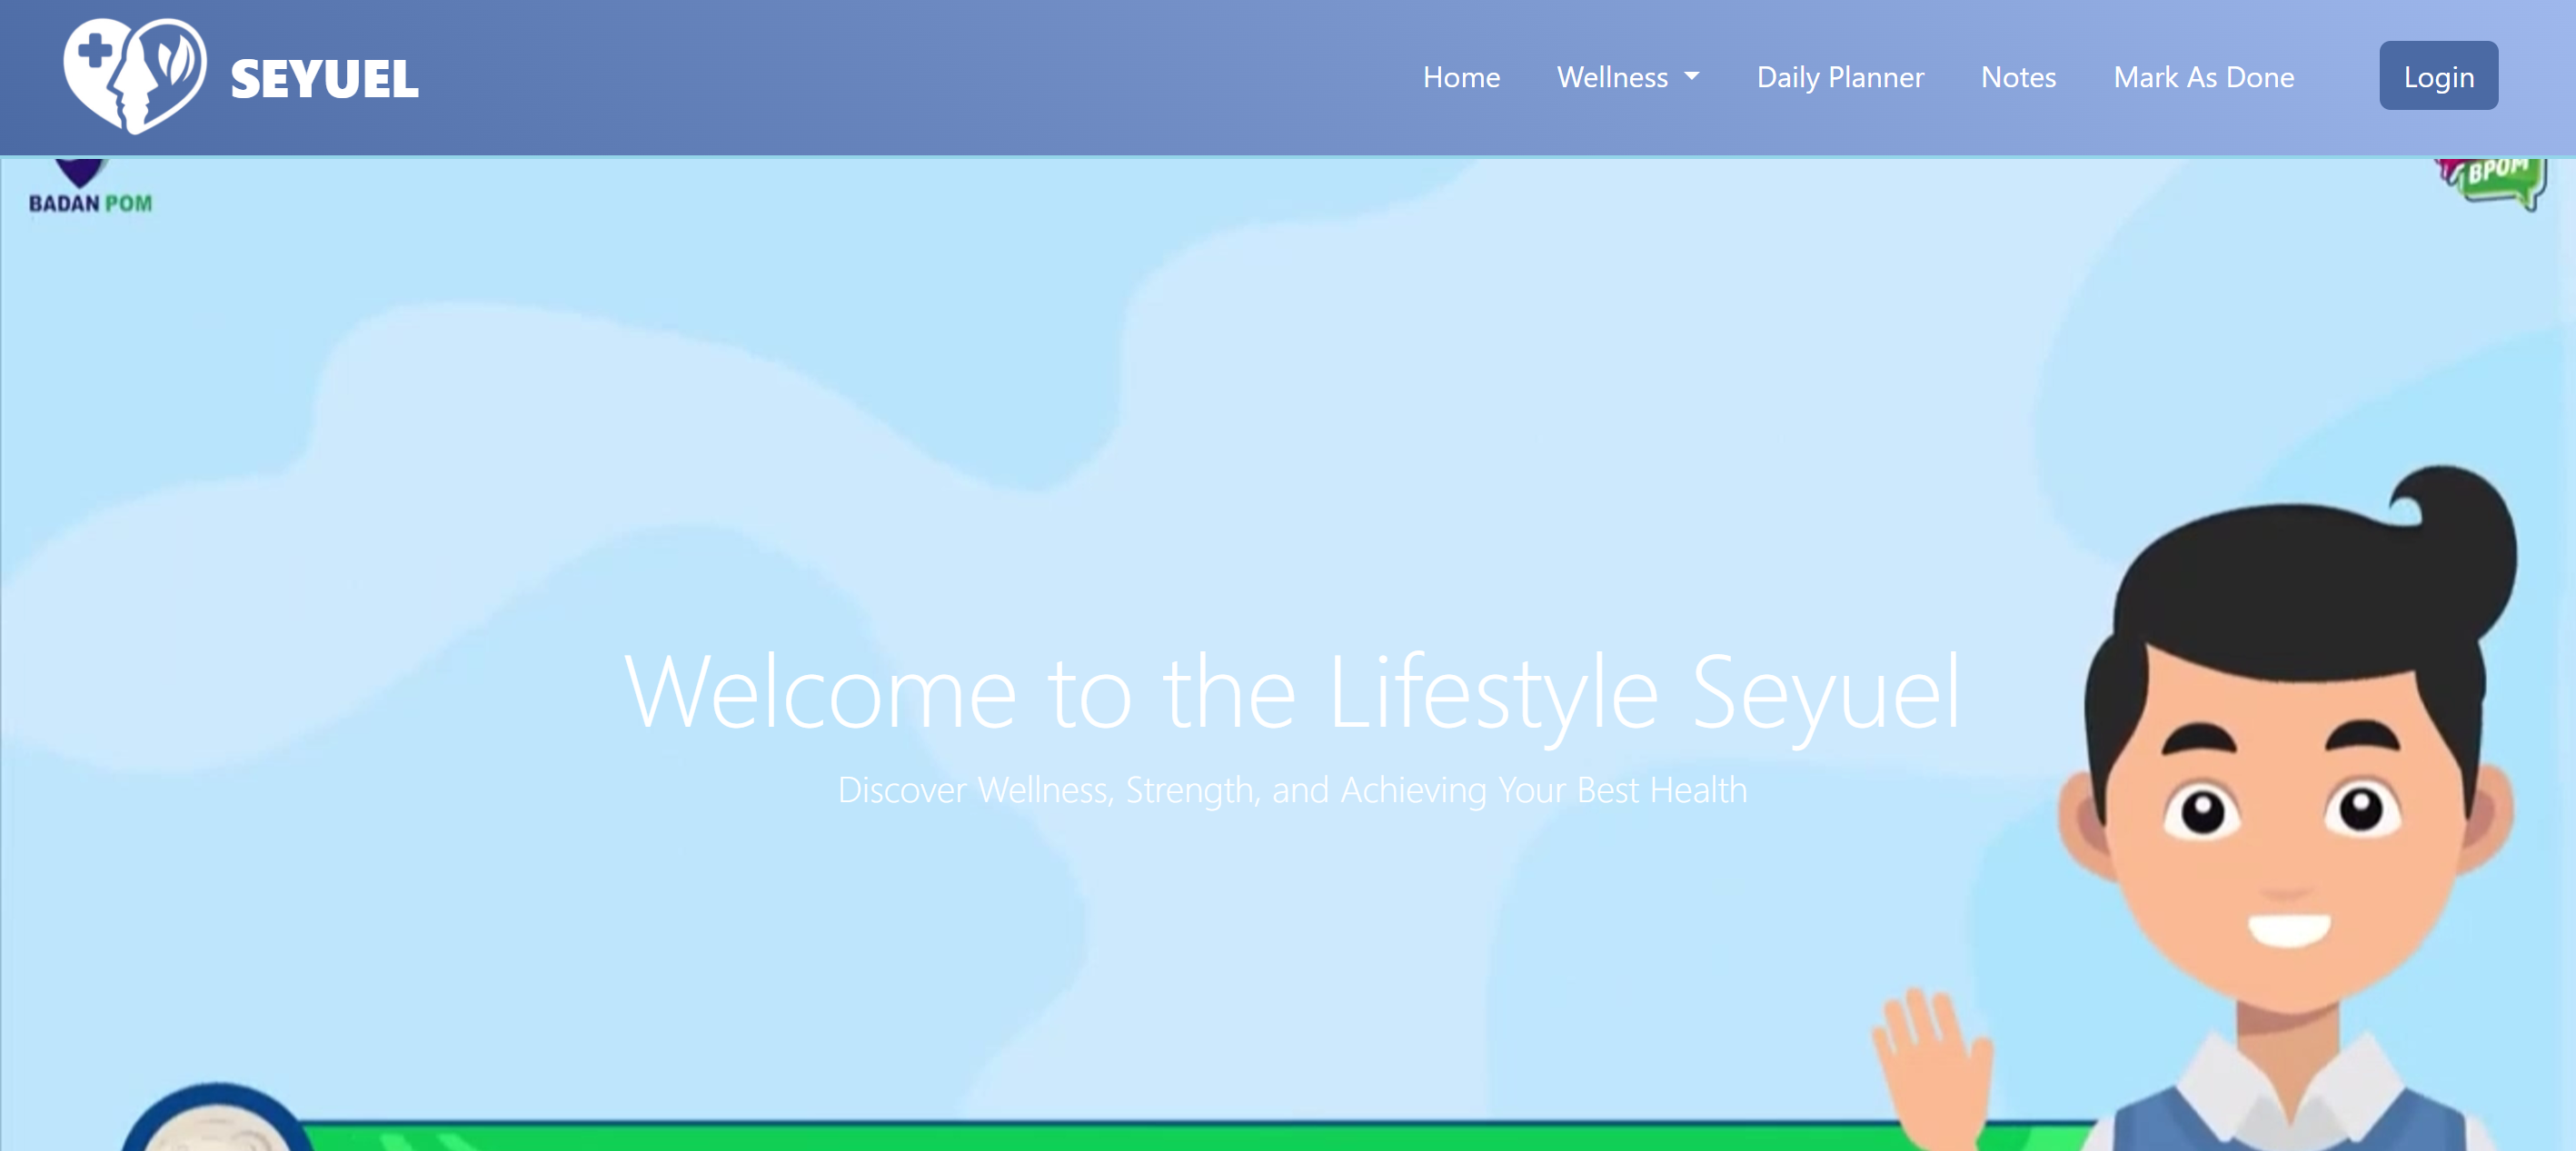 SEYUEL
Home Wellness Daily Planner Notes Mark As Done Login
BADAN POM
BPOM
Welcome to the Lifestyle Seyuel
Discover Wellness, Strength, and Achieving Your Best Health